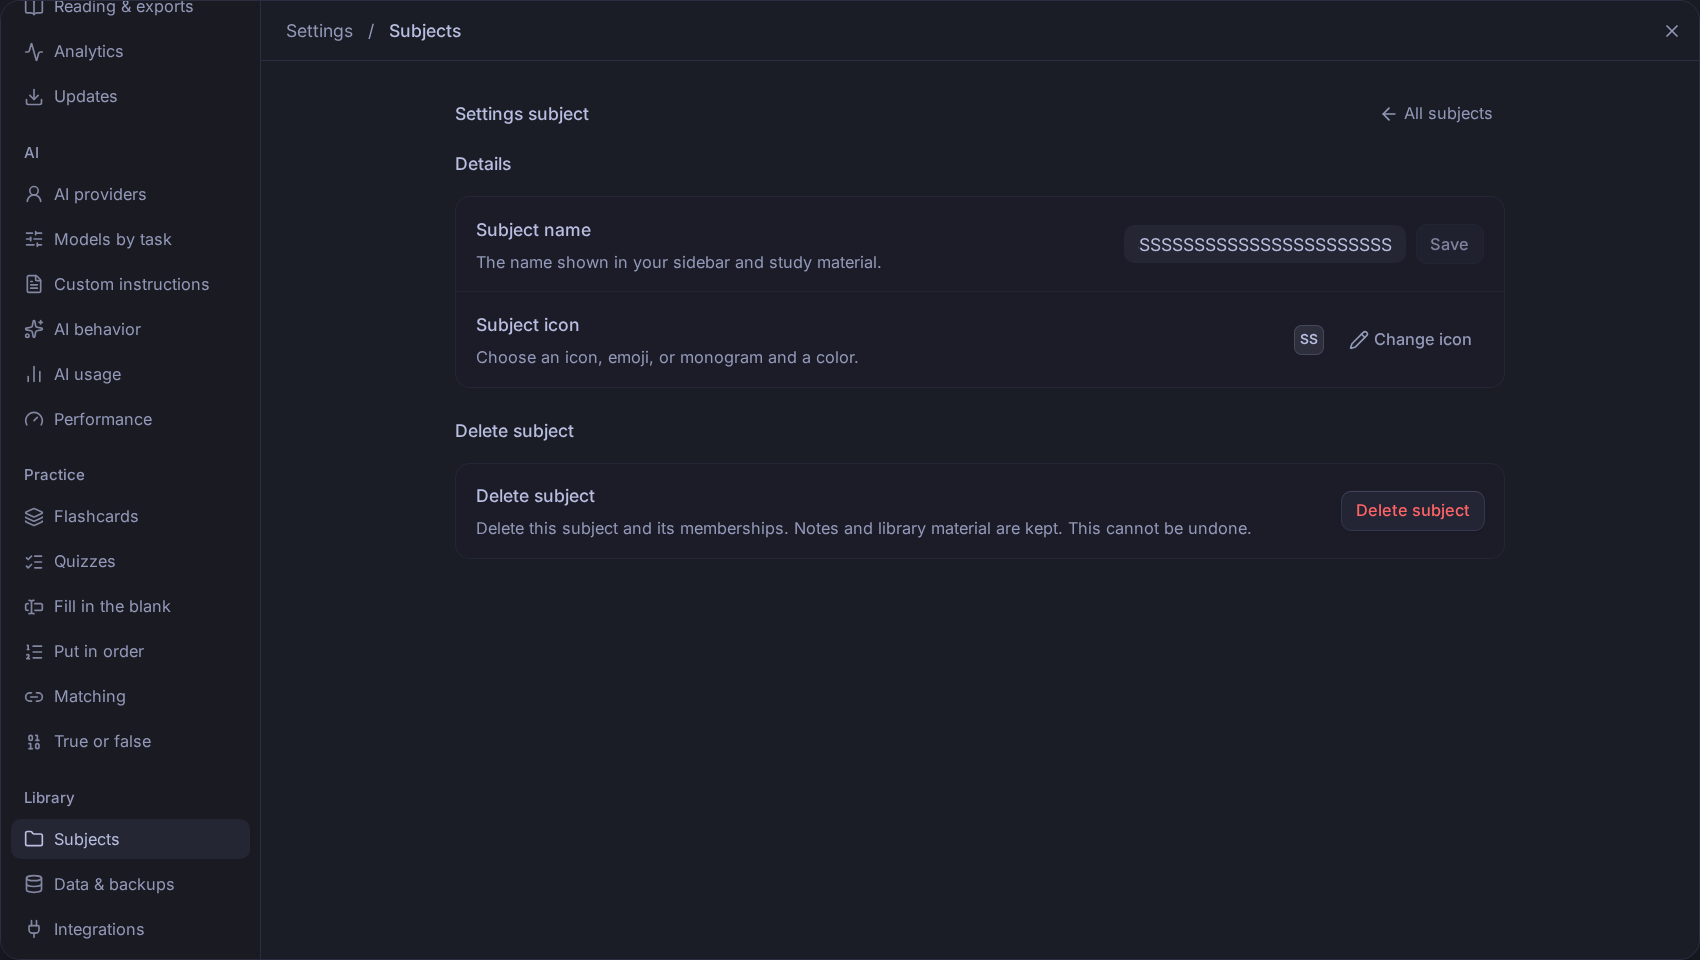 Reading & exports
Analytics
Updates
AI
AI providers
Models by task
Custom instructions
AI behavior
AI usage
Performance
Practice
Flashcards
Quizzes
Fill in the blank
Put in order
Matching
True or false
Library
Subjects
Data & backups
Integrations
Settings / Subjects
Settings subject
All subjects
Details
Subject name
The name shown in your sidebar and study material.
SSSSSSSSSSSSSSSSSSSSSSS
Save
Subject icon
Choose an icon, emoji, or monogram and a color.
SS
Change icon
Delete subject
Delete subject
Delete this subject and its memberships. Notes and library material are kept. This cannot be undone.
Delete subject